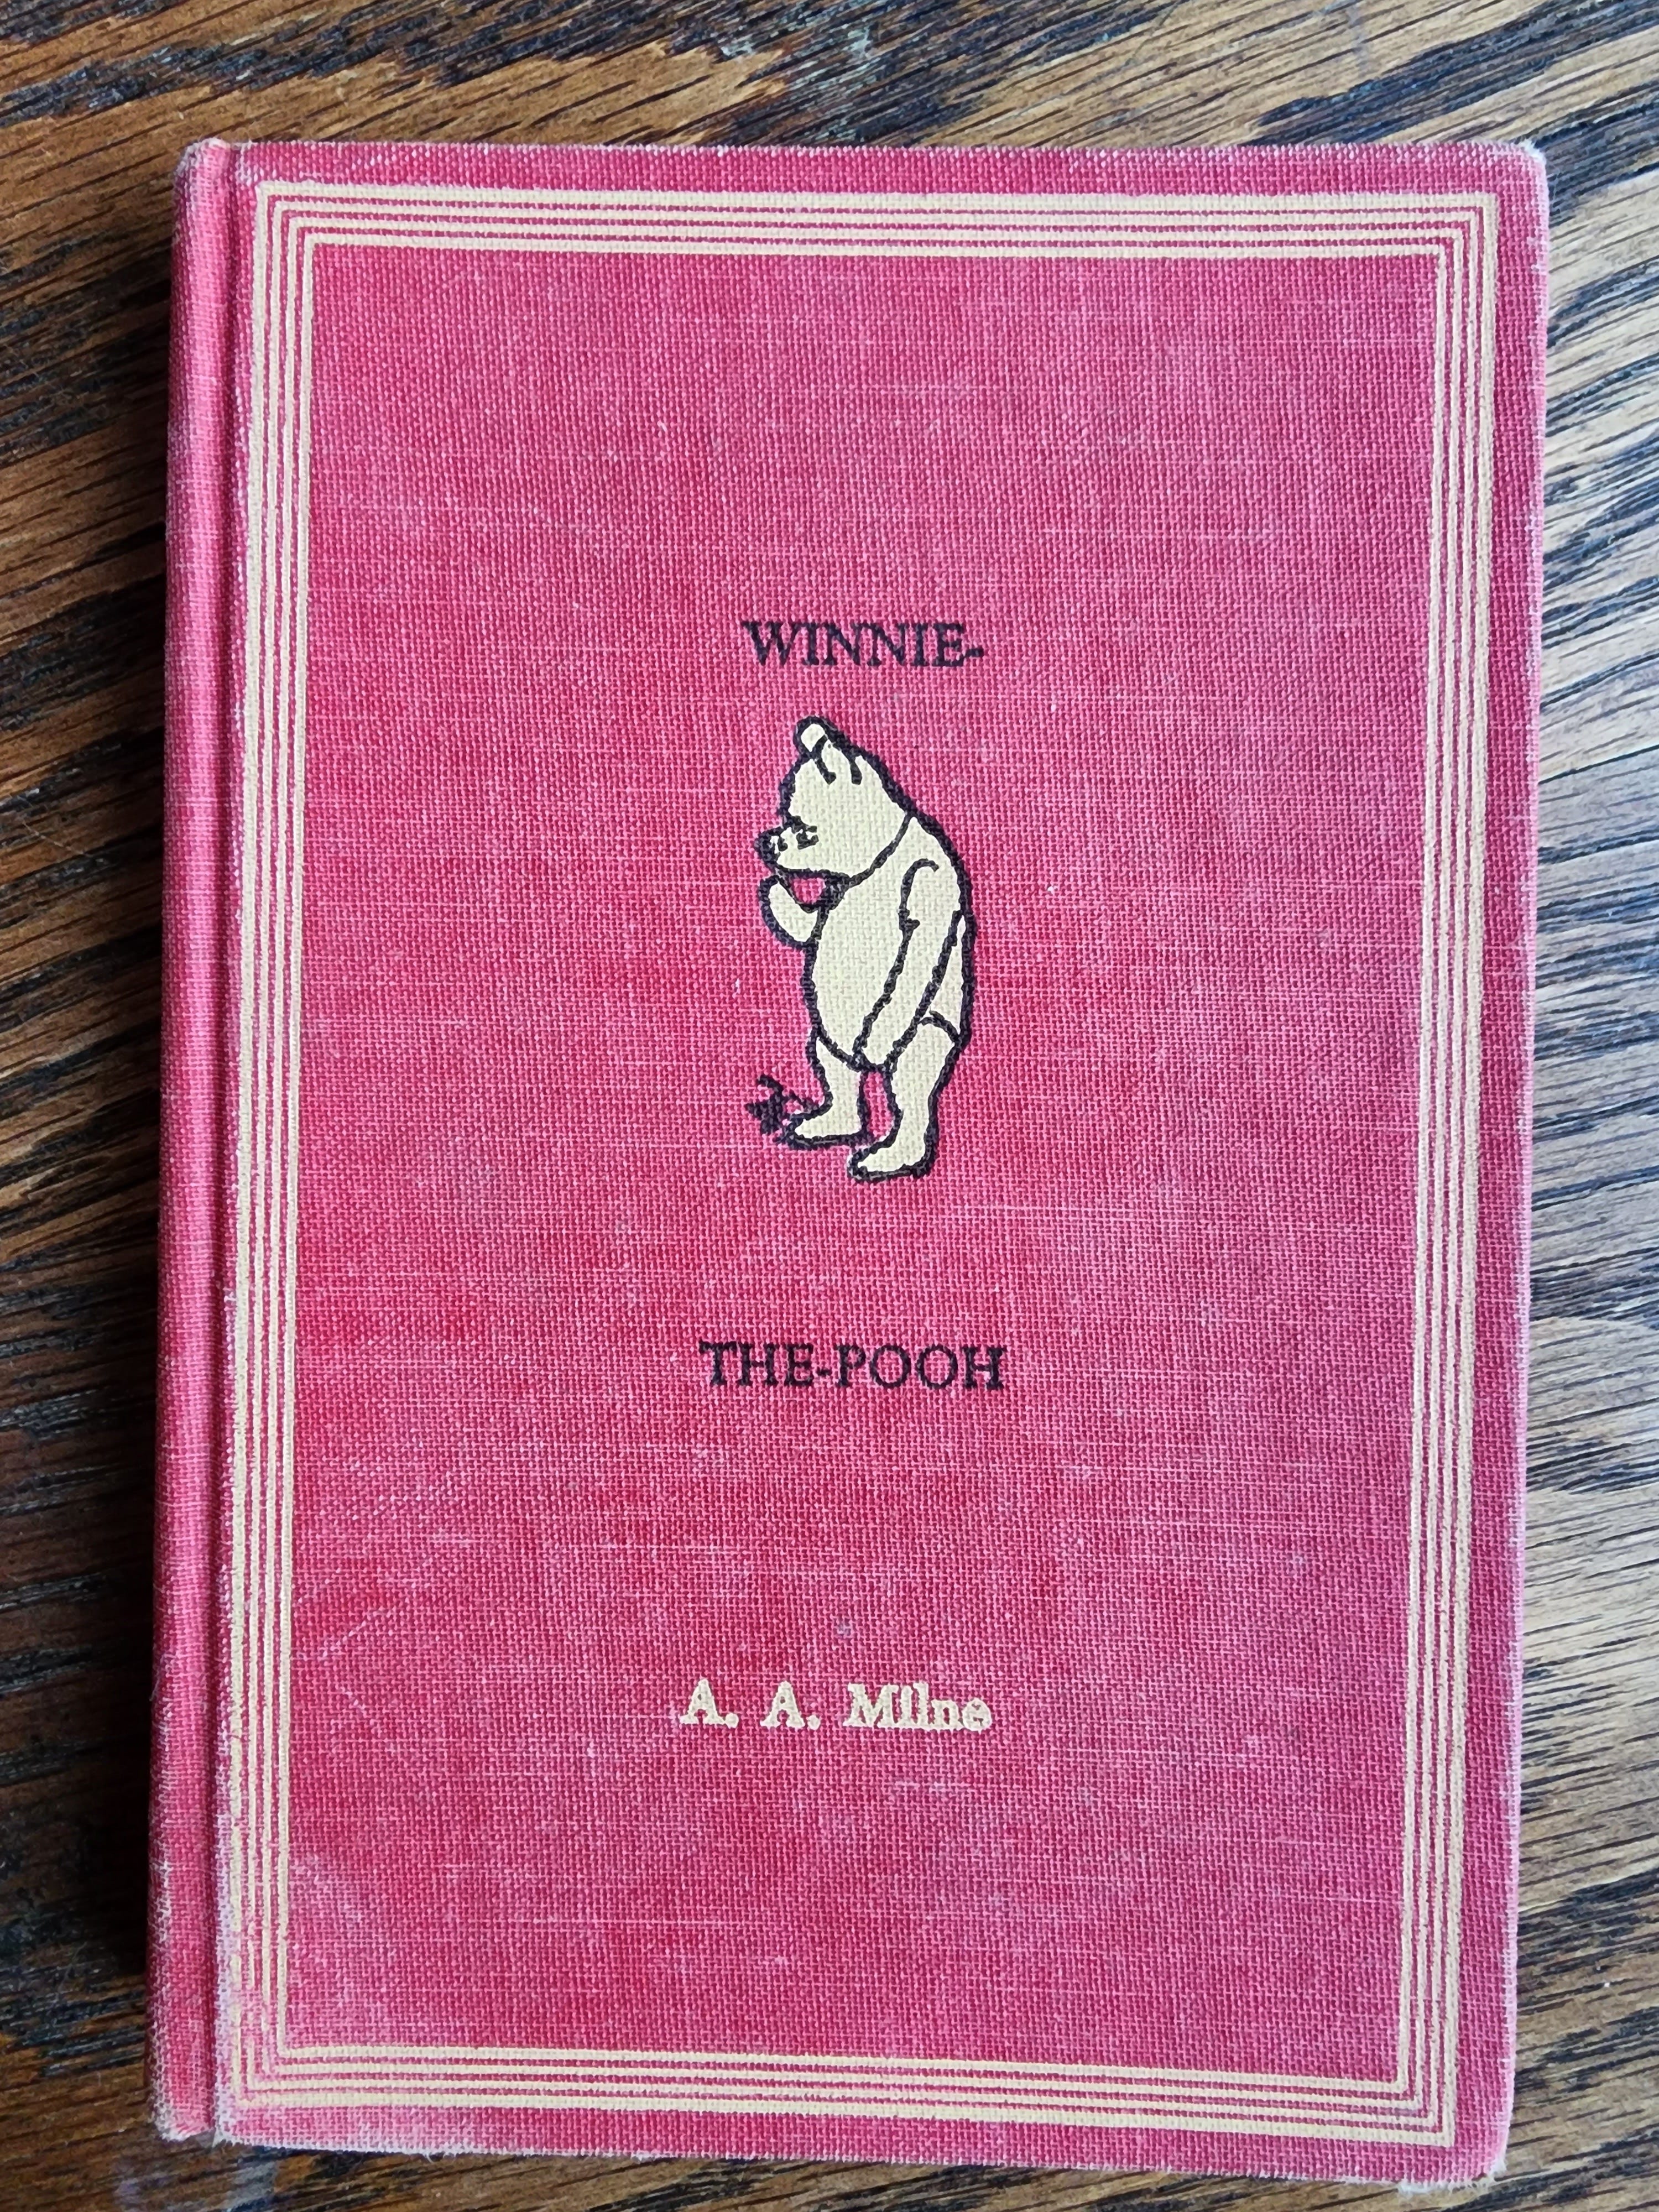 WINNIE-
THE-POOH
A. A. Milne